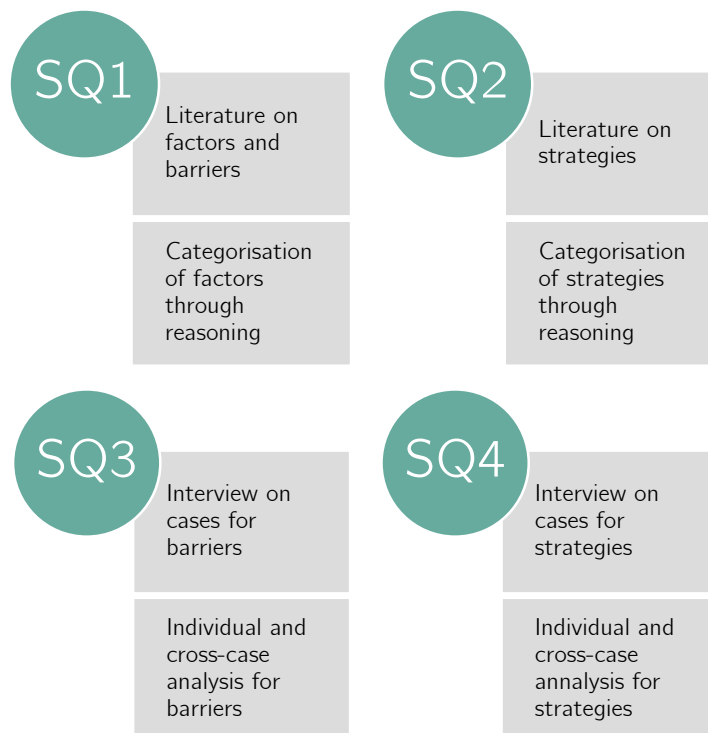 SQ1
Literature on
factors and
barriers
Categorisation
of factors
through
reasoning
SQ2
Literature on
strategies
Categorisation
of strategies
through
reasoning
SQ3
Interview on
cases for
barriers
Individual and
cross-case
analysis for
barriers
SQ4
Interview on
cases for
strategies
Individual and
cross-case
annalysis for
strategies